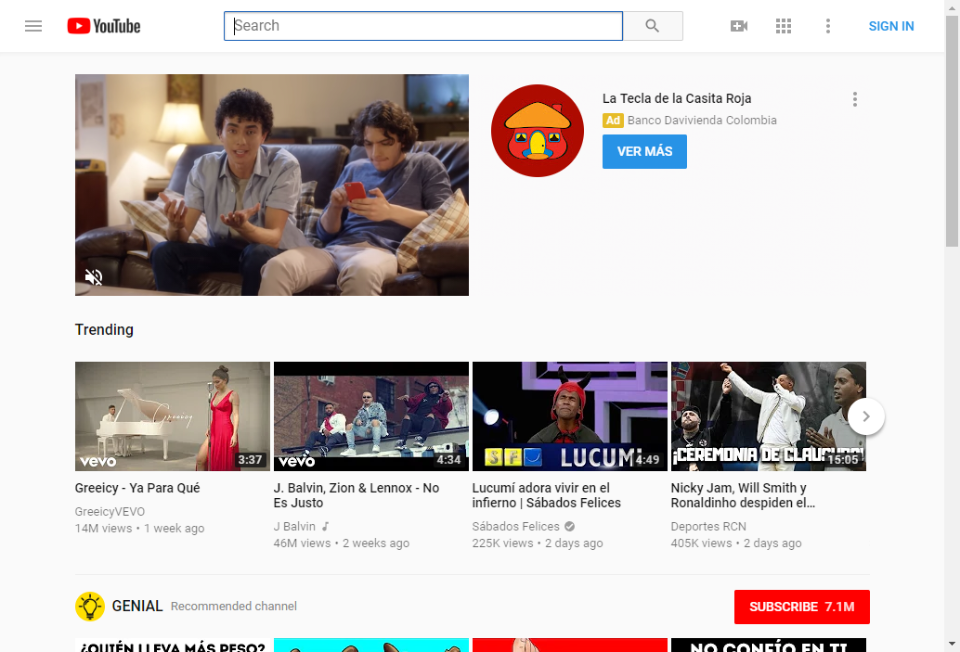 YouTube
Search
SIGN IN
La Tecla de la Casita Roja
Ad Banco Davivienda Colombia
VER MÁS
Trending
Greeicy
vevo
3:37
vevo
4:34
SFC
LUCUMÍ
4:49
¡CEREMONIA DE CLAUSURA!
15:05
Greeicy - Ya Para Qué
GreeicyVEVO
14M views • 1 week ago
J. Balvin, Zion & Lennox - No
Es Justo
J Balvin
46M views • 2 weeks ago
Lucumí adora vivir en el
infierno | Sábados Felices
Sábados Felices
225K views • 2 days ago
Nicky Jam, Will Smith y
Ronaldinho despiden el...
Deportes RCN
405K views • 2 days ago
GENIAL Recommended channel
SUBSCRIBE 7.1M
¿QUIÉN LLEVA MÁS PESO?
NO CONFÍO EN TI